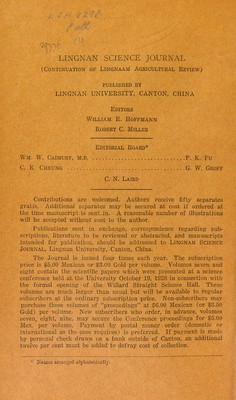 LINGNAN SCIENCE JOURNAL
(CONTINUATION OF LINGNAAM AGRICULTURAL REVIEW)
PUBLISHED BY
LINGNAN UNIVERSITY, CANTON, CHINA
EDITORS
WILLIAM E. HOFFMANN
ROBERT C. MILLER
EDITORIAL BOARD*
WM. W. CADBURY, M.D. P. K. FU
C. K. CHEUNG G. W. GROFF
C. N. LAIRD
Contributions are welcomed. Authors receive fifty separates
gratis. Additional separates may be secured at cost if ordered at
the time manuscript is sent in. A reasonable number of illustrations
will be accepted without cost to the author.
Publications sent in exchange, correspondence regarding sub-
scriptions, literature to be reviewed or abstracted, and manuscripts
intended for publication, should be addressed to LINGNAN SCIENCE
JOURNAL, Lingnan University, Canton, China.
The Journal is issued four times each year. The subscription
price is $5.00 Mexican or $2.00 Gold per volume. Volumes seven and
eight contain the scientific papers which were presented at a science
conference held at the University October 19, 1928 in connection with
the formal opening of the Willard Straight Science Hall. These
volumes are much larger than usual but will be available to regular
subscribers at the ordinary subscription price. Non-subscribers may
purchase these volumes of "proceedings" at $6.00 Mexican (or $3.50
Gold) per volume. New subscribers who order, in advance, volumes
seven, eight, nine, may secure the Conference proceedings for $5.00
Mex. per volume. Payment by postal money order (domestic or
international as the case requires) is preferred. If payment is made
by personal check drawn on a bank outside of Canton, an additional
twelve per cent must be added to defray cost of collection.
* Names arranged alphabetically.